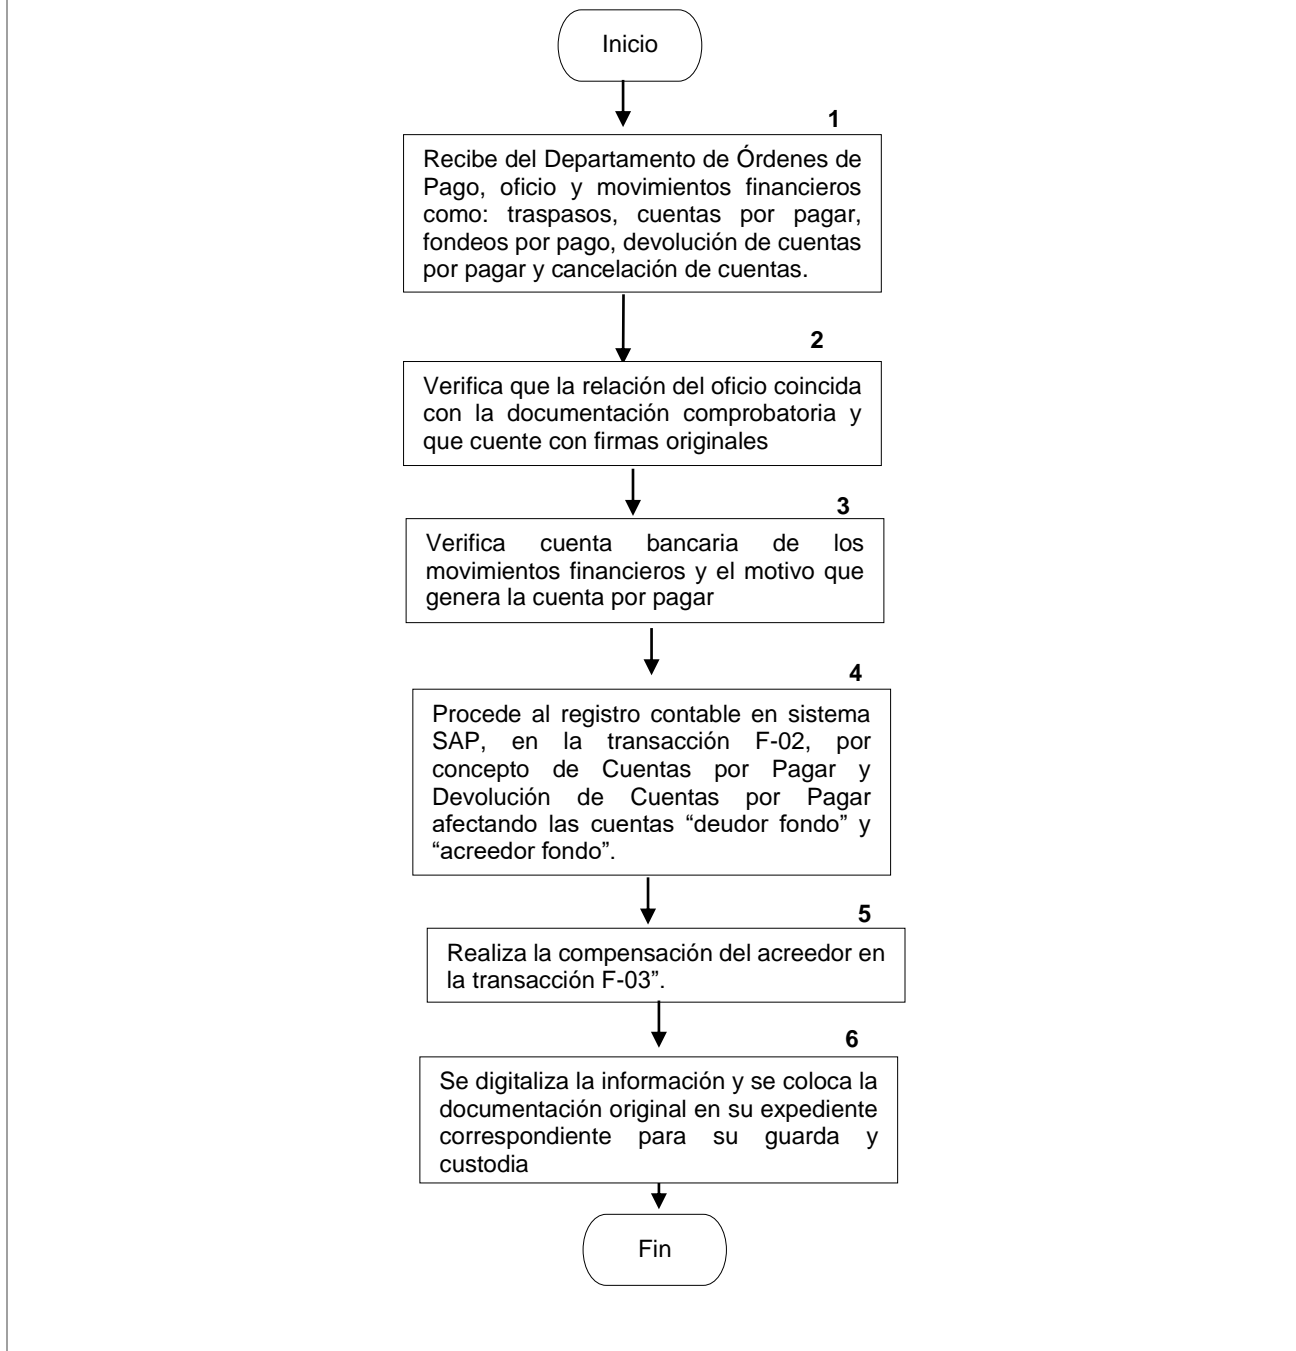 Inicio
1
Recibe del Departamento de Órdenes de
Pago, oficio y movimientos financieros
como: traspasos, cuentas por pagar,
fondeos por pago, devolución de cuentas
por pagar y cancelación de cuentas.
2
Verifica que la relación del oficio coincida
con la documentación comprobatoria y
que cuente con firmas originales
3
Verifica cuenta bancaria de los
movimientos financieros y el motivo que
genera la cuenta por pagar
4
Procede al registro contable en sistema
SAP, en la transacción F-02, por
concepto de Cuentas por Pagar y
Devolución de Cuentas por Pagar
afectando las cuentas “deudor fondo” y
“acreedor fondo”.
5
Realiza la compensación del acreedor en
la transacción F-03”.
6
Se digitaliza la información y se coloca la
documentación original en su expediente
correspondiente para su guarda y
custodia
Fin